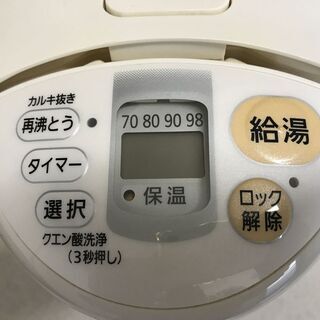 カルキ抜き
再沸とう
タイマー
選択
クエン酸洗浄
(3秒押し)
70 80 90 98
保温
給湯
ロック
解除